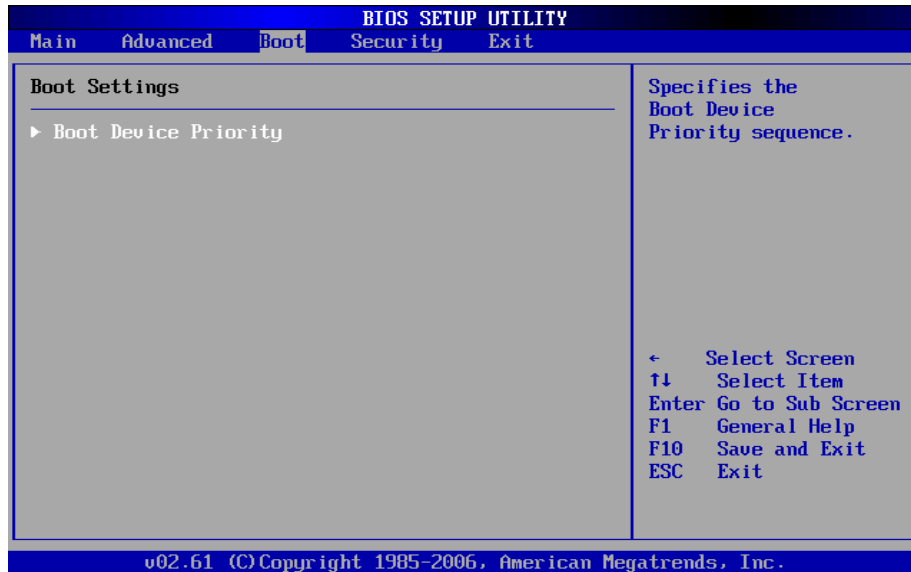 BIOS SETUP UTILITY
Main Advanced Boot Security Exit
Boot Settings
▶ Boot Device Priority
Specifies the
Boot Device
Priority sequence.
← Select Screen
↑↓ Select Item
Enter Go to Sub Screen
F1 General Help
F10 Save and Exit
ESC Exit
v02.61 (C)Copyright 1985-2006, American Megatrends, Inc.